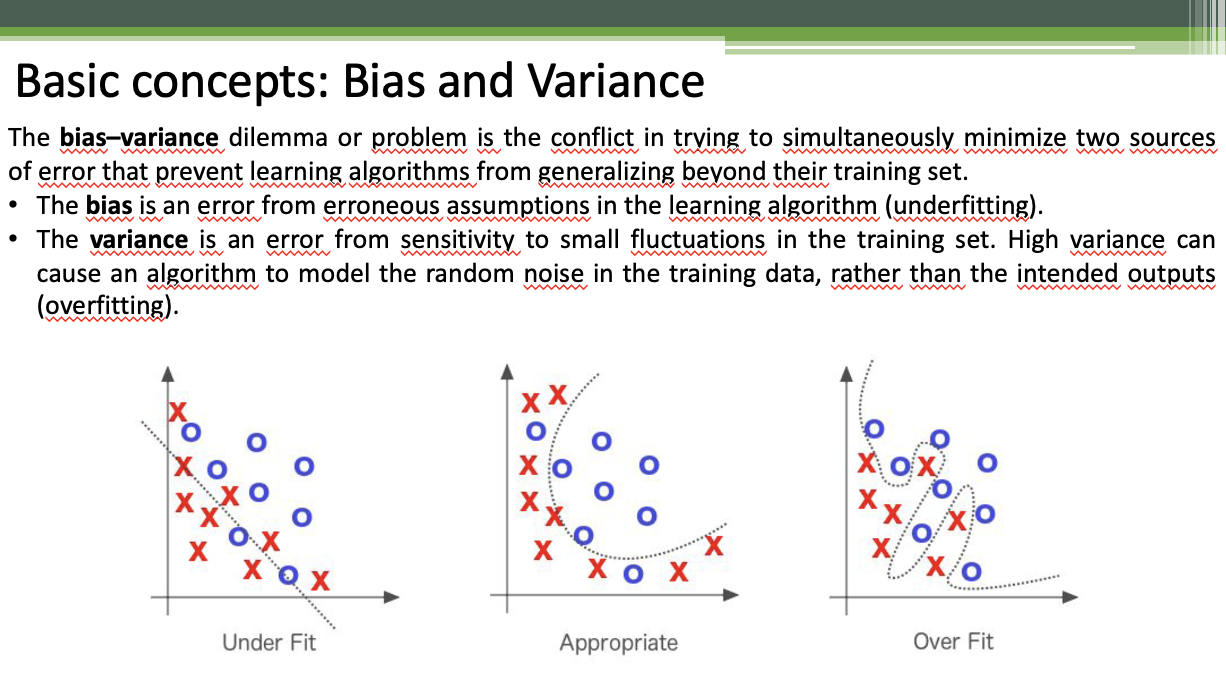 Basic concepts: Bias and Variance
The bias–variance dilemma or problem is the conflict in trying to simultaneously minimize two sources
of error that prevent learning algorithms from generalizing beyond their training set.
• The bias is an error from erroneous assumptions in the learning algorithm (underfitting).
• The variance is an error from sensitivity to small fluctuations in the training set. High variance can
cause an algorithm to model the random noise in the training data, rather than the intended outputs
(overfitting).
Under Fit
Appropriate
Over Fit